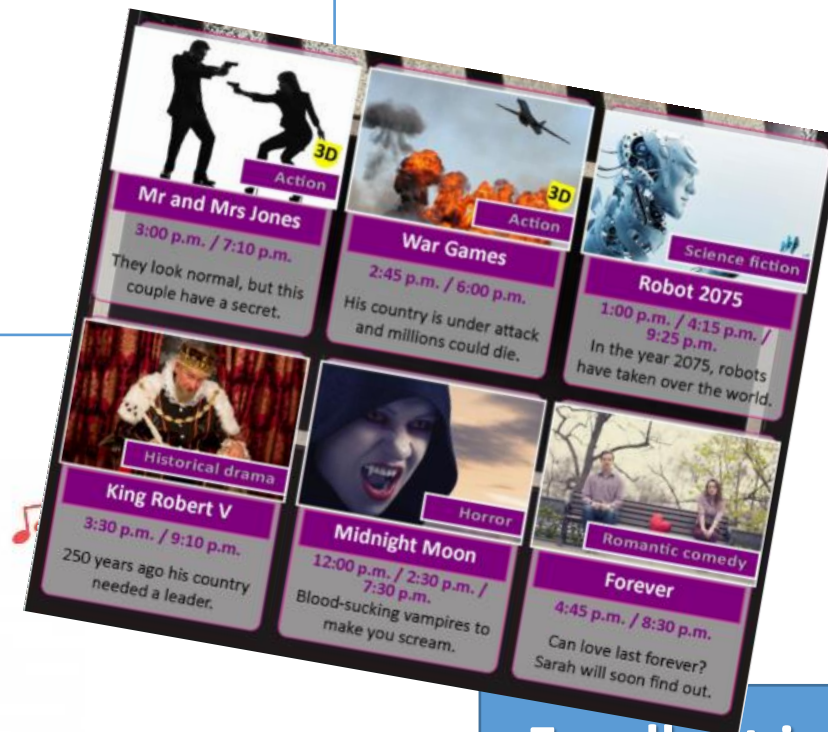 3D
Action
Mr and Mrs Jones
3:00 p.m. / 7:10 p.m.
They look normal, but this
couple have a secret.
3D
Action
War Games
2:45 p.m. / 6:00 p.m.
His country is under attack
and millions could die.
Science fiction
Robot 2075
1:00 p.m. / 4:15 p.m. /
9:25 p.m.
In the year 2075, robots
have taken over the world.
Historical drama
King Robert V
3:30 p.m. / 9:10 p.m.
250 years ago his country
needed a leader.
Horror
Midnight Moon
12:00 p.m. / 2:30 p.m. /
7:30 p.m.
Blood-sucking vampires to
make you scream.
Romantic comedy
Forever
4:45 p.m. / 8:30 p.m.
Can love last forever?
Sarah will soon find out.